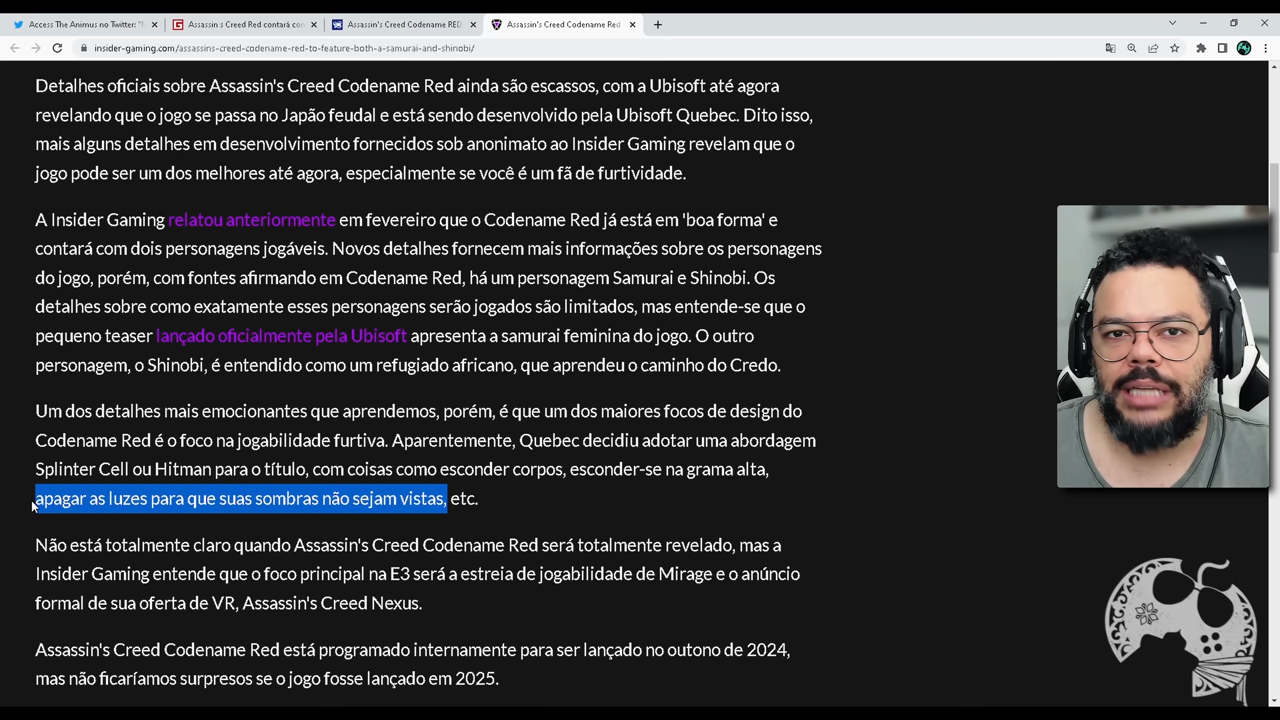 Access The Animus no Twitter: "
Assassin s Creed Red contará co
Assassin's Creed Codename RED
Assassin's Creed Codename Red
insider-gaming.com/assassins-creed-codename-red-to-feature-both-a-samurai-and-shinobi/
Detalhes oficiais sobre Assassin's Creed Codename Red ainda são escassos, com a Ubisoft até agora
revelando que o jogo se passa no Japão feudal e está sendo desenvolvido pela Ubisoft Quebec. Dito isso,
mais alguns detalhes em desenvolvimento fornecidos sob anonimato ao Insider Gaming revelam que o
jogo pode ser um dos melhores até agora, especialmente se você é um fã de furtividade.
A Insider Gaming relatou anteriormente em fevereiro que o Codename Red já está em 'boa forma' e
contará com dois personagens jogáveis. Novos detalhes fornecem mais informações sobre os personagens
do jogo, porém, com fontes afirmando em Codename Red, há um personagem Samurai e Shinobi. Os
detalhes sobre como exatamente esses personagens serão jogados são limitados, mas entende-se que o
pequeno teaser lançado oficialmente pela Ubisoft apresenta a samurai feminina do jogo. O outro
personagem, o Shinobi, é entendido como um refugiado africano, que aprendeu o caminho do Credo.
Um dos detalhes mais emocionantes que aprendemos, porém, é que um dos maiores focos de design do
Codename Red é o foco na jogabilidade furtiva. Aparentemente, Quebec decidiu adotar uma abordagem
Splinter Cell ou Hitman para o título, com coisas como esconder corpos, esconder-se na grama alta,
apagar as luzes para que suas sombras não sejam vistas, etc.
Não está totalmente claro quando Assassin's Creed Codename Red será totalmente revelado, mas a
Insider Gaming entende que o foco principal na E3 será a estreia de jogabilidade de Mirage e o anúncio
formal de sua oferta de VR, Assassin's Creed Nexus.
Assassin's Creed Codename Red está programado internamente para ser lançado no outono de 2024,
mas não ficaríamos surpresos se o jogo fosse lançado em 2025.